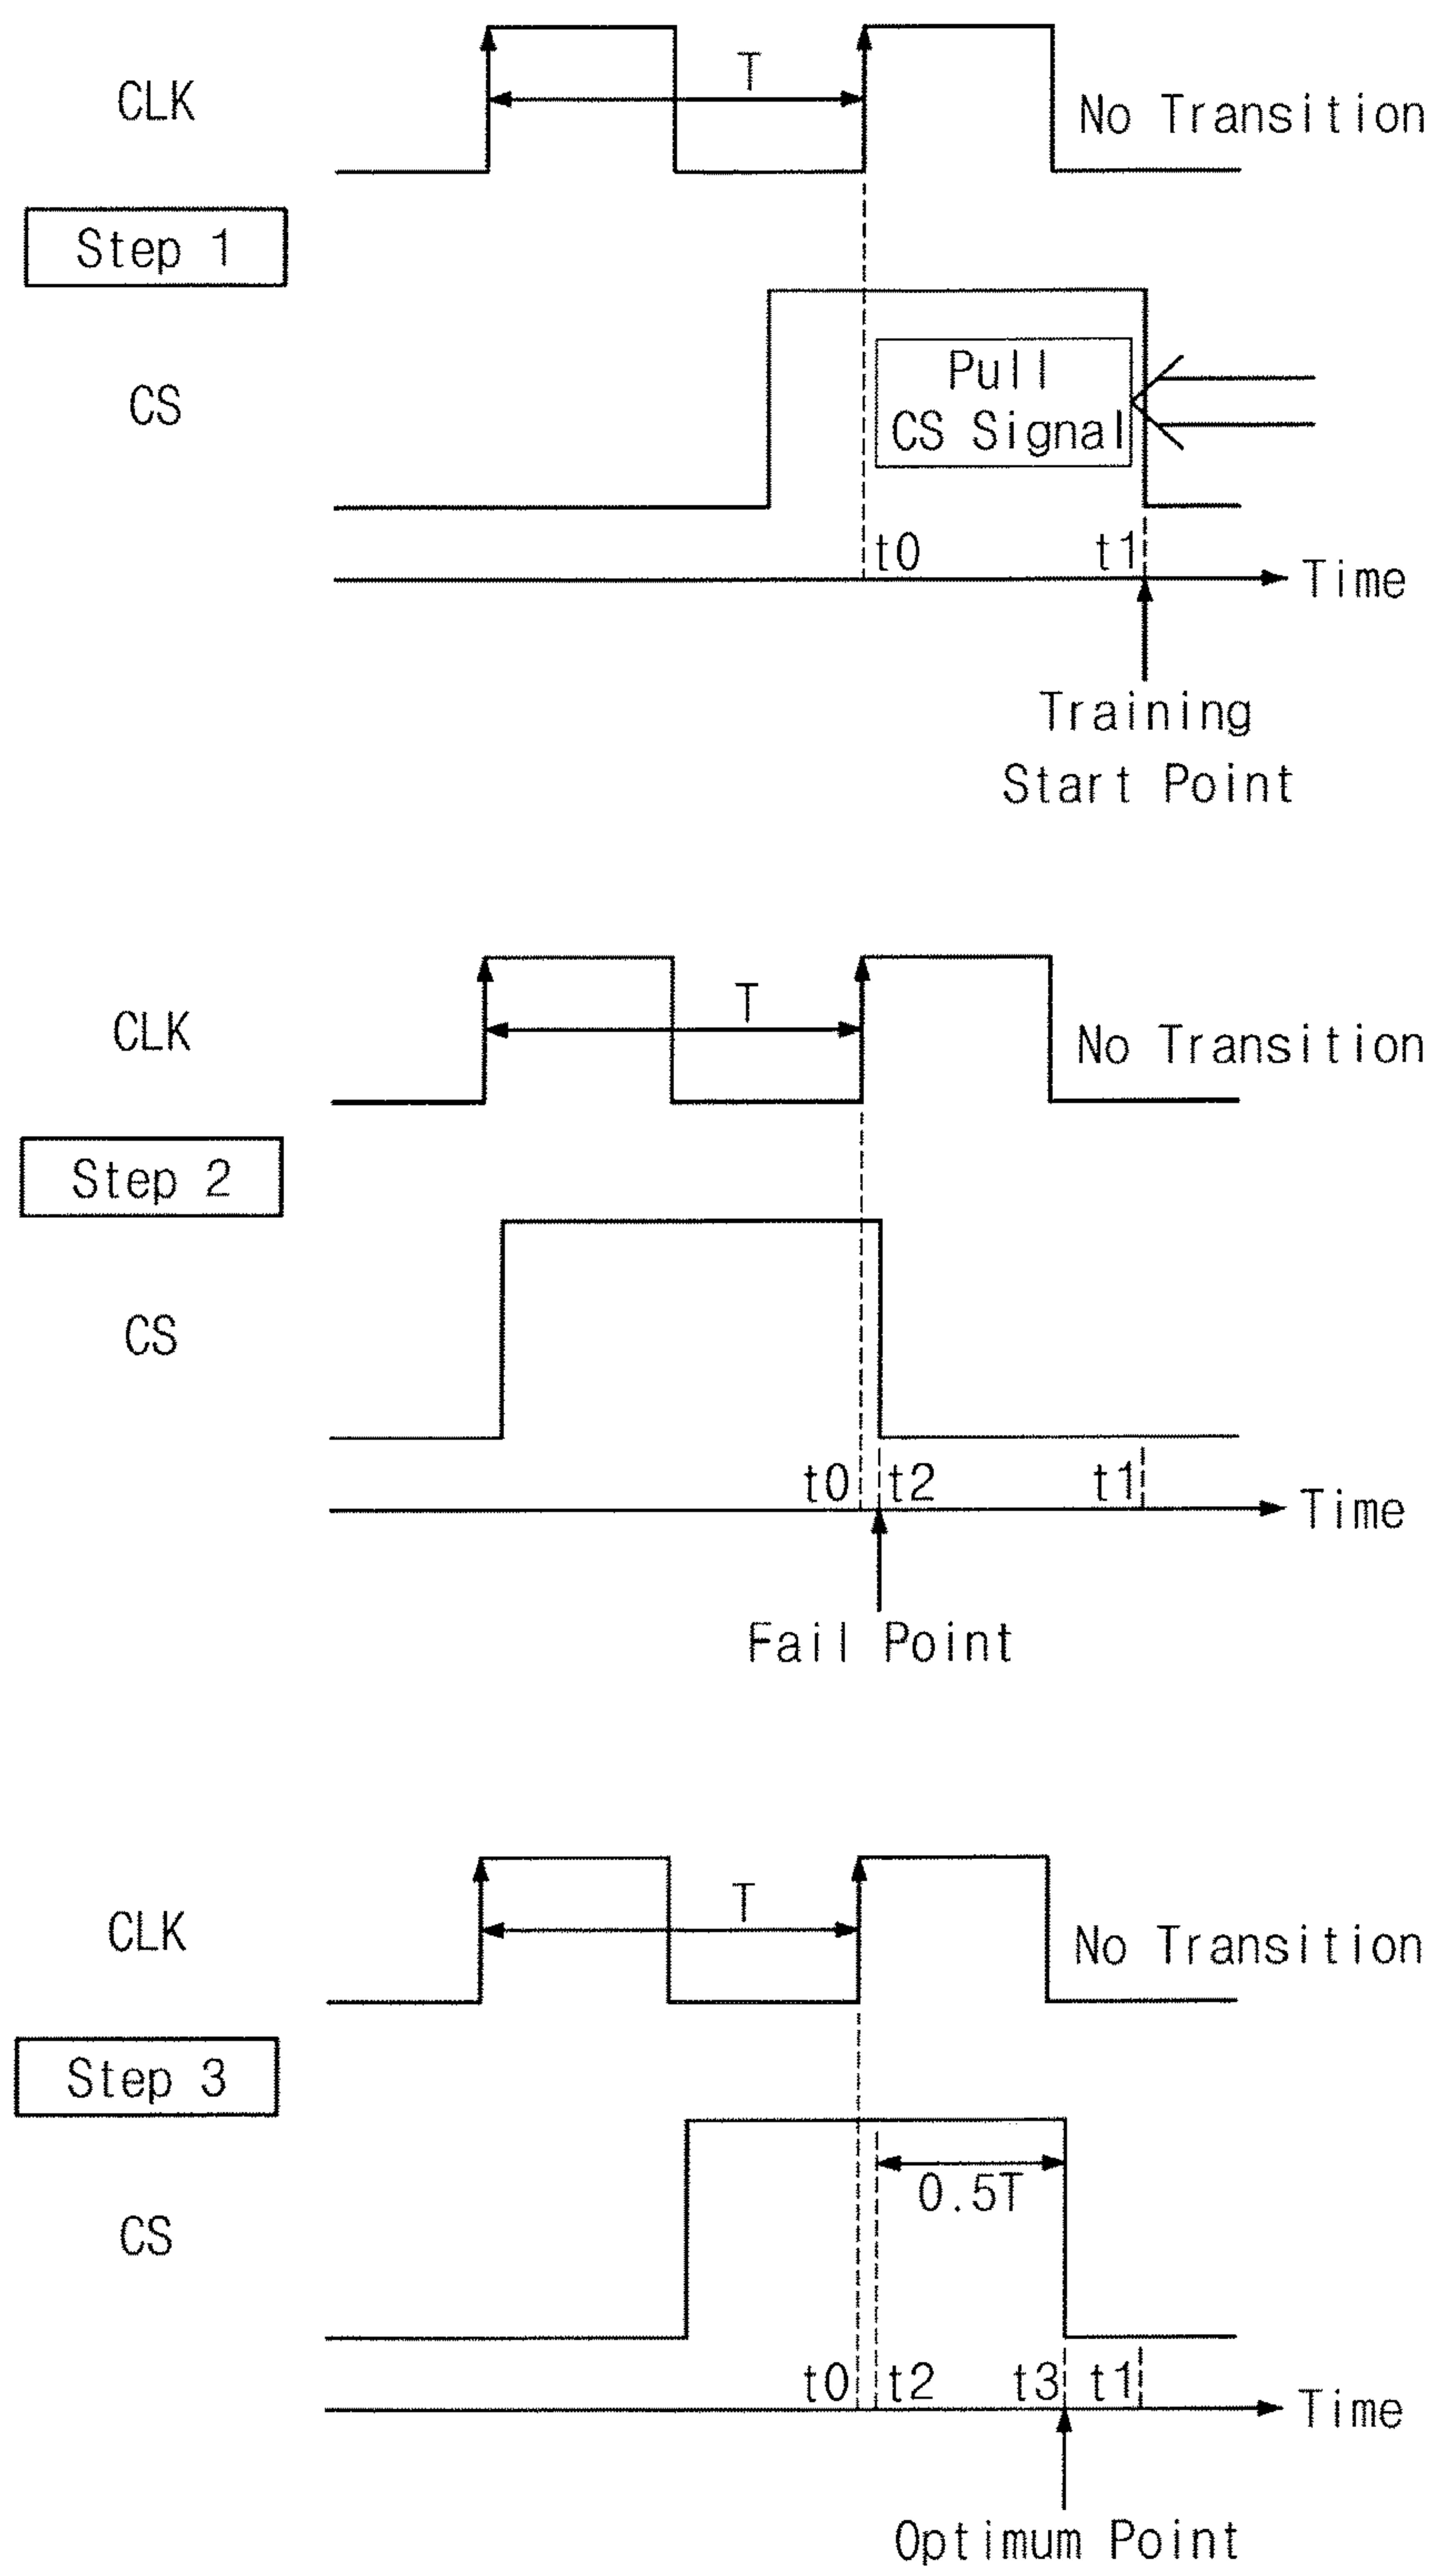 T
CLK
No Transition
Step 1
Pull
CS Signal
CS
t0
t1
Time
Training
Start Point
T
CLK
No Transition
Step 2
CS
t0
t2
t1
Time
Fail Point
T
CLK
No Transition
Step 3
0.5T
CS
t0
t2
t3
t1
Time
Optimum Point